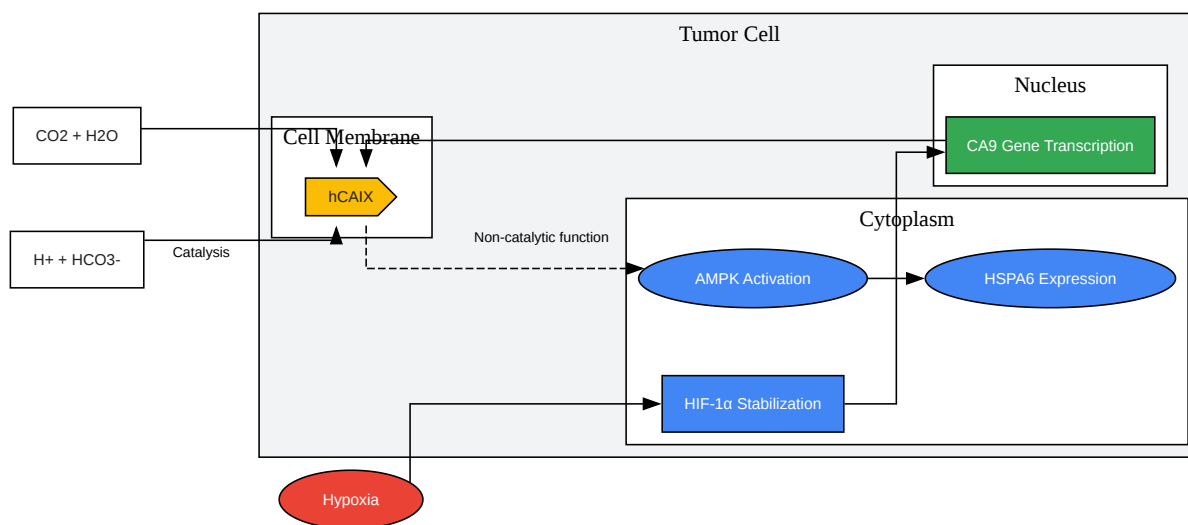 Tumor Cell
Nucleus
CO2 + H2O
Cell Membrane
CA9 Gene Transcription
hCAIX
Cytoplasm
H+ + HCO3-
Catalysis
Non-catalytic function
AMPK Activation
HSPA6 Expression
HIF-1α Stabilization
Hypoxia